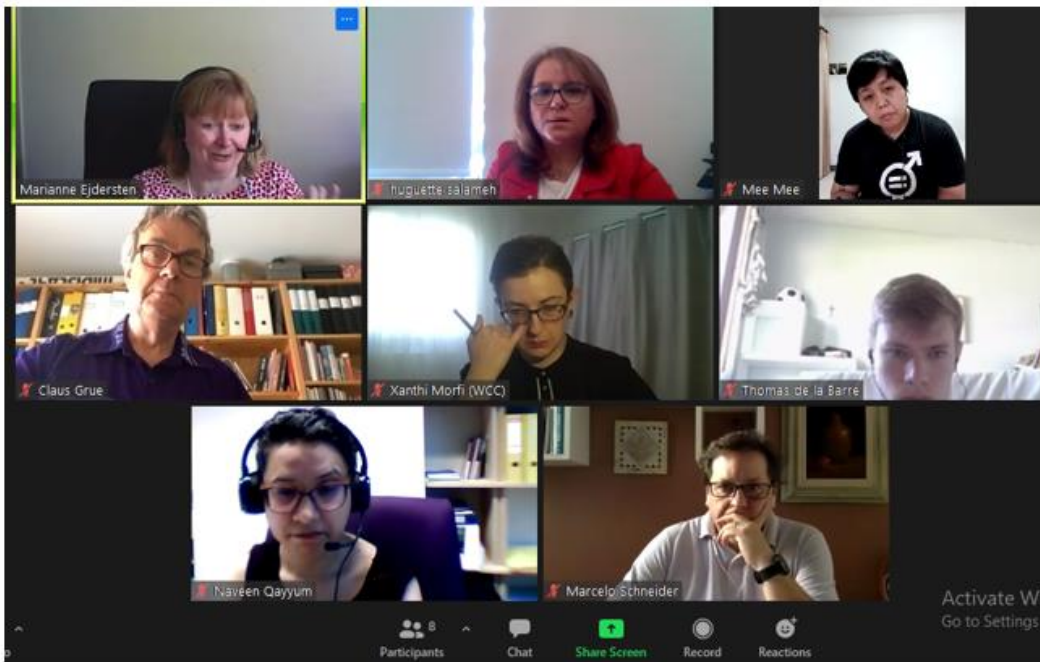 Marianne Ejdersten
huguette salameh
Mee Mee
Claus Grue
Xanthi Morfi (WCC)
Thomas de la Barre
Naveen Qayyum
Marcelo Schneider
Activate W
Go to Settings
8
Participants
Chat
Share Screen
Record
Reactions